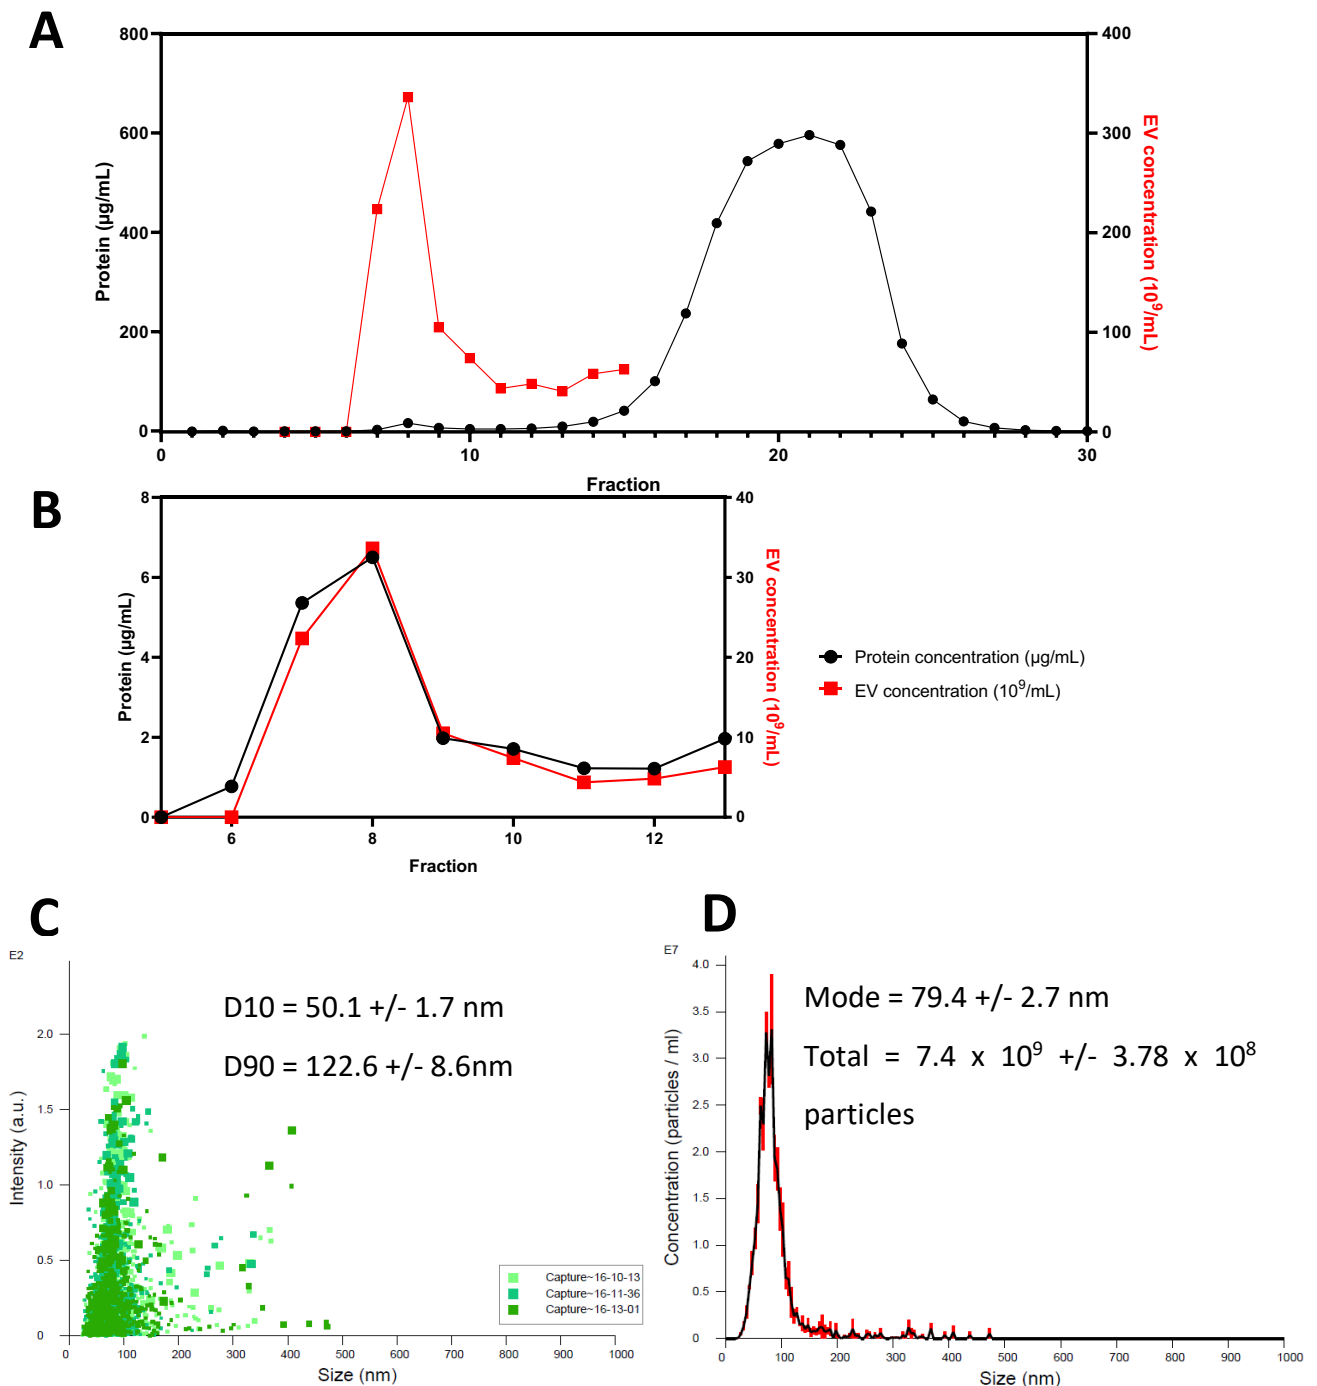 A
800
600
400
200
0
Protein (µg/mL)
400
300
200
100
0
EV concentration (10⁹/mL)
0
10
20
30
Fraction
B
8
6
4
2
0
Protein (µg/mL)
40
30
20
10
0
EV concentration (10⁹/mL)
6
8
10
12
Fraction
Protein concentration (µg/mL)
EV concentration (10⁹/mL)
C
E2
2.0
1.5
1.0
0.5
0
Intensity (a.u.)
D10 = 50.1 +/- 1.7 nm
D90 = 122.6 +/- 8.6nm
Capture~16-10-13
Capture~16-11-36
Capture~16-13-01
0 100 200 300 400 500 600 700 800 900 1000
Size (nm)
D
E7
4.0
3.5
3.0
2.5
2.0
1.5
1.0
0.5
0
Concentration (particles / ml)
Mode = 79.4 +/- 2.7 nm
Total = 7.4 x 10⁹ +/- 3.78 x 10⁸
particles
0 100 200 300 400 500 600 700 800 900 1000
Size (nm)